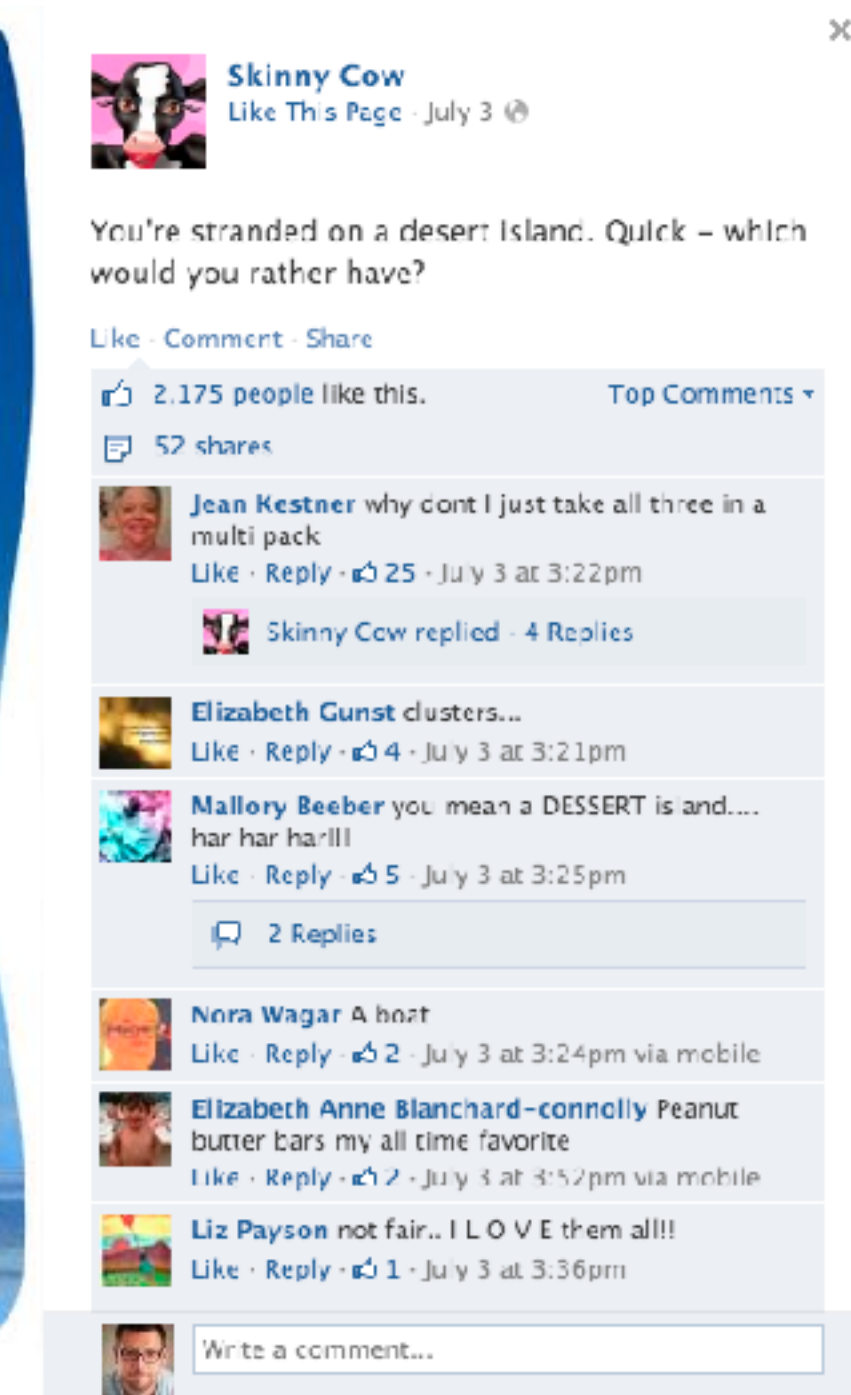 Skinny Cow
Like This Page · July 3
You're stranded on a desert island. Quick – which
would you rather have?
Like · Comment · Share
2,175 people like this.
Top Comments
52 shares
Jean Kestner why dont I just take all three in a
multi pack
Like · Reply · 25 · July 3 at 3:22pm
Skinny Cow replied · 4 Replies
Elizabeth Gunst clusters...
Like · Reply · 4 · July 3 at 3:21pm
Mallory Beeber you mean a DESSERT island....
har har har!!!
Like · Reply · 5 · July 3 at 3:25pm
2 Replies
Nora Wagar A boat
Like · Reply · 2 · July 3 at 3:24pm via mobile
Elizabeth Anne Blanchard-connolly Peanut
butter bars my all time favorite
Like · Reply · 2 · July 3 at 3:52pm via mobile
Liz Payson not fair.. I L O V E them all!!
Like · Reply · 1 · July 3 at 3:36pm
Write a comment...